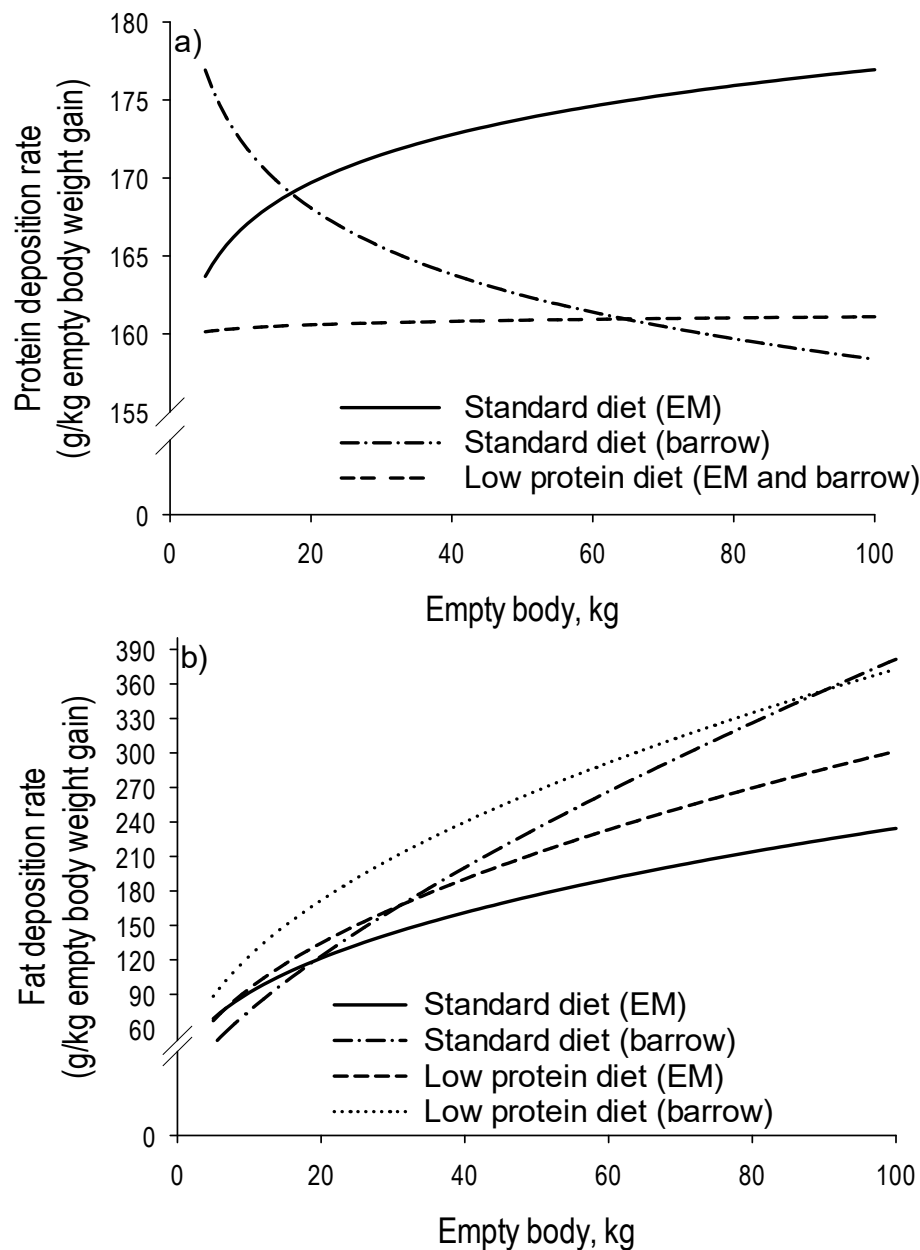 a)
180
175
170
165
160
155
0
Protein deposition rate
(g/kg empty body weight gain)
Standard diet (EM)
Standard diet (barrow)
Low protein diet (EM and barrow)
0 20 40 60 80 100
Empty body, kg
b)
390
360
330
300
270
240
210
180
150
120
90
60
0
Fat deposition rate
(g/kg empty body weight gain)
Standard diet (EM)
Standard diet (barrow)
Low protein diet (EM)
Low protein diet (barrow)
0 20 40 60 80 100
Empty body, kg